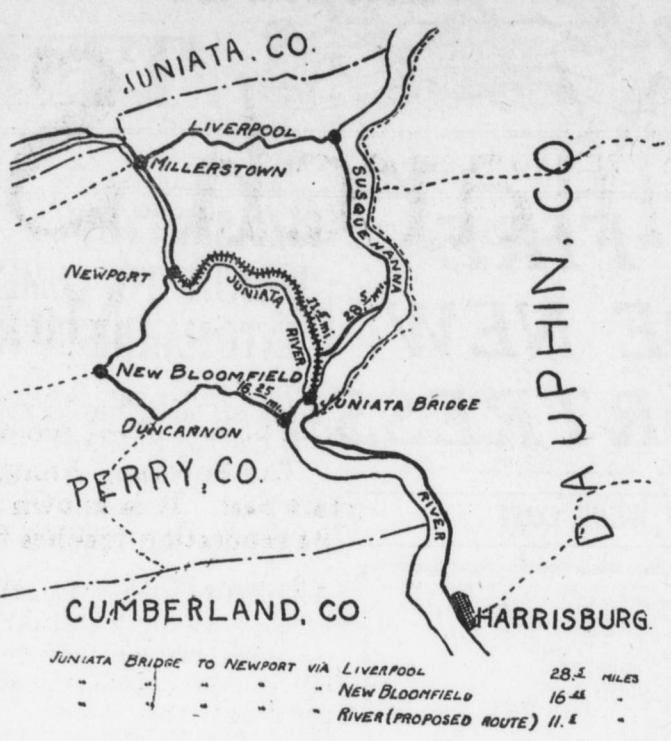 JUNIATA. CO.
LIVERPOOL
MILLERSTOWN
SUSQUEHANNA
DAUPHIN, CO
NEWPORT
JUNIATA
RIVER
11.5 mi.
28.5 mi.
NEW BLOOMFIELD
16.25 mi.
JUNIATA BRIDGE
DUNCANNON
PERRY, CO.
RIVER
CUMBERLAND, CO
HARRISBURG.
JUNIATA BRIDGE TO NEWPORT VIA LIVERPOOL 28.5 MILES
" " " " " NEW BLOOMFIELD 16.25 "
" " " " " RIVER (PROPOSED ROUTE) 11.5 "